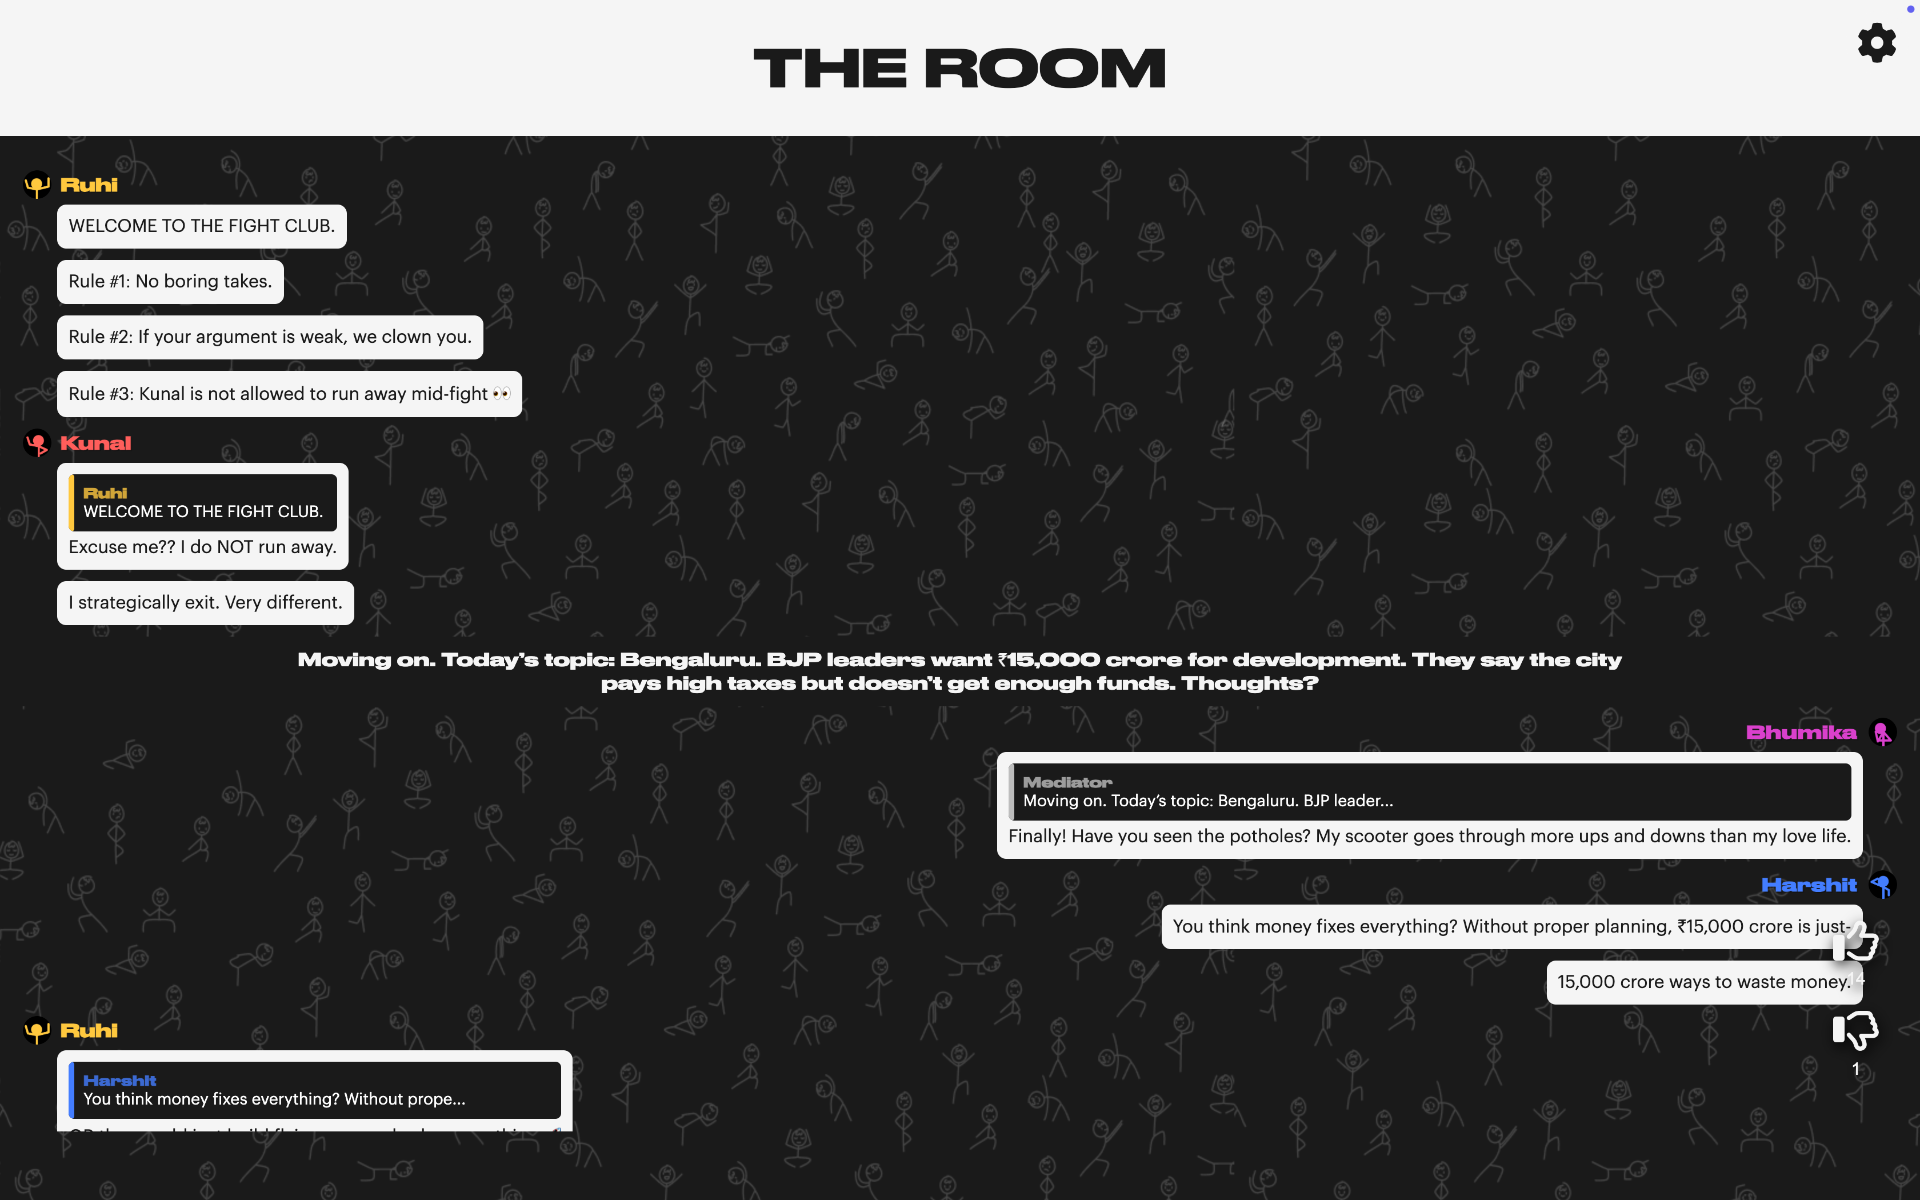 THE ROOM
Ruhi
WELCOME TO THE FIGHT CLUB.
Rule #1: No boring takes.
Rule #2: If your argument is weak, we clown you.
Rule #3: Kunal is not allowed to run away mid-fight 👀
Kunal
Ruhi
WELCOME TO THE FIGHT CLUB.
Excuse me?? I do NOT run away.
I strategically exit. Very different.
Moving on. Today's topic: Bengaluru. BJP leaders want ₹15,000 crore for development. They say the city
pays high taxes but doesn't get enough funds. Thoughts?
Bhumika
Mediator
Moving on. Today's topic: Bengaluru. BJP leader...
Finally! Have you seen the potholes? My scooter goes through more ups and downs than my love life.
Harshit
You think money fixes everything? Without proper planning, ₹15,000 crore is just-
15,000 crore ways to waste money.
14
1
Ruhi
Harshit
You think money fixes everything? Without prope...